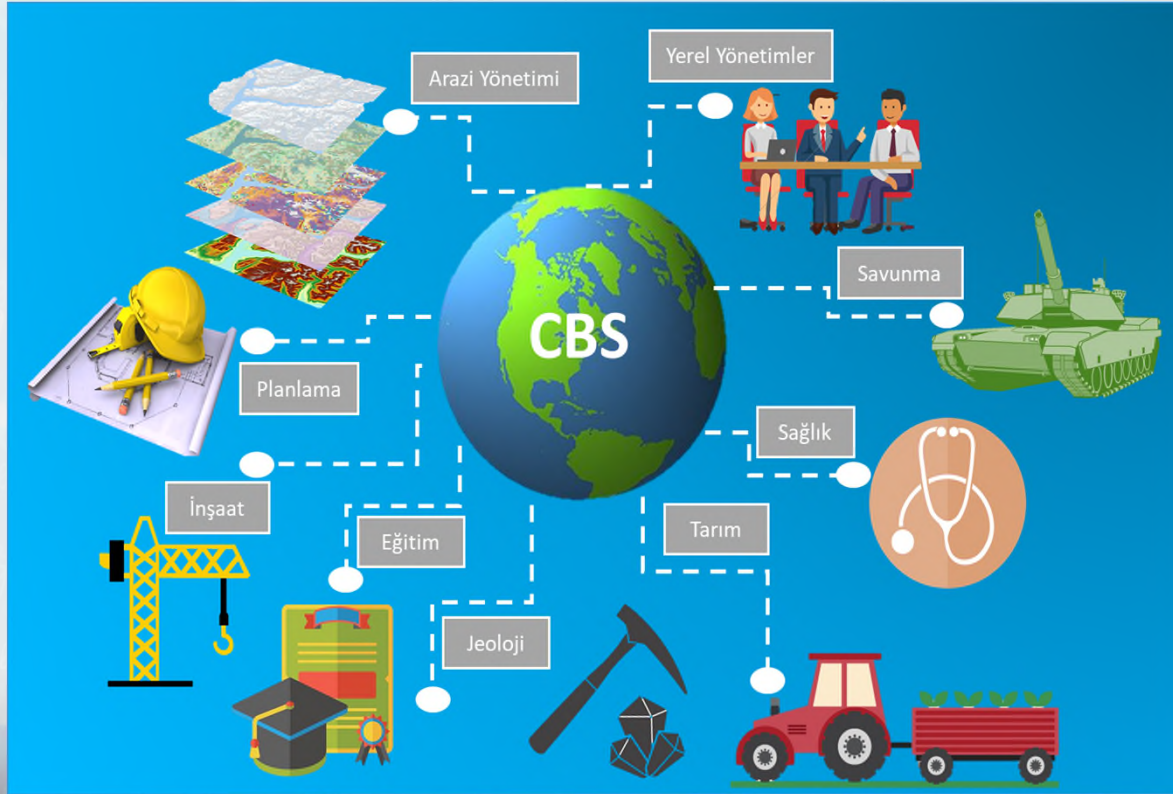 Arazi Yönetimi
Yerel Yönetimler
Savunma
CBS
Planlama
Sağlık
İnşaat
Eğitim
Tarım
Jeoloji